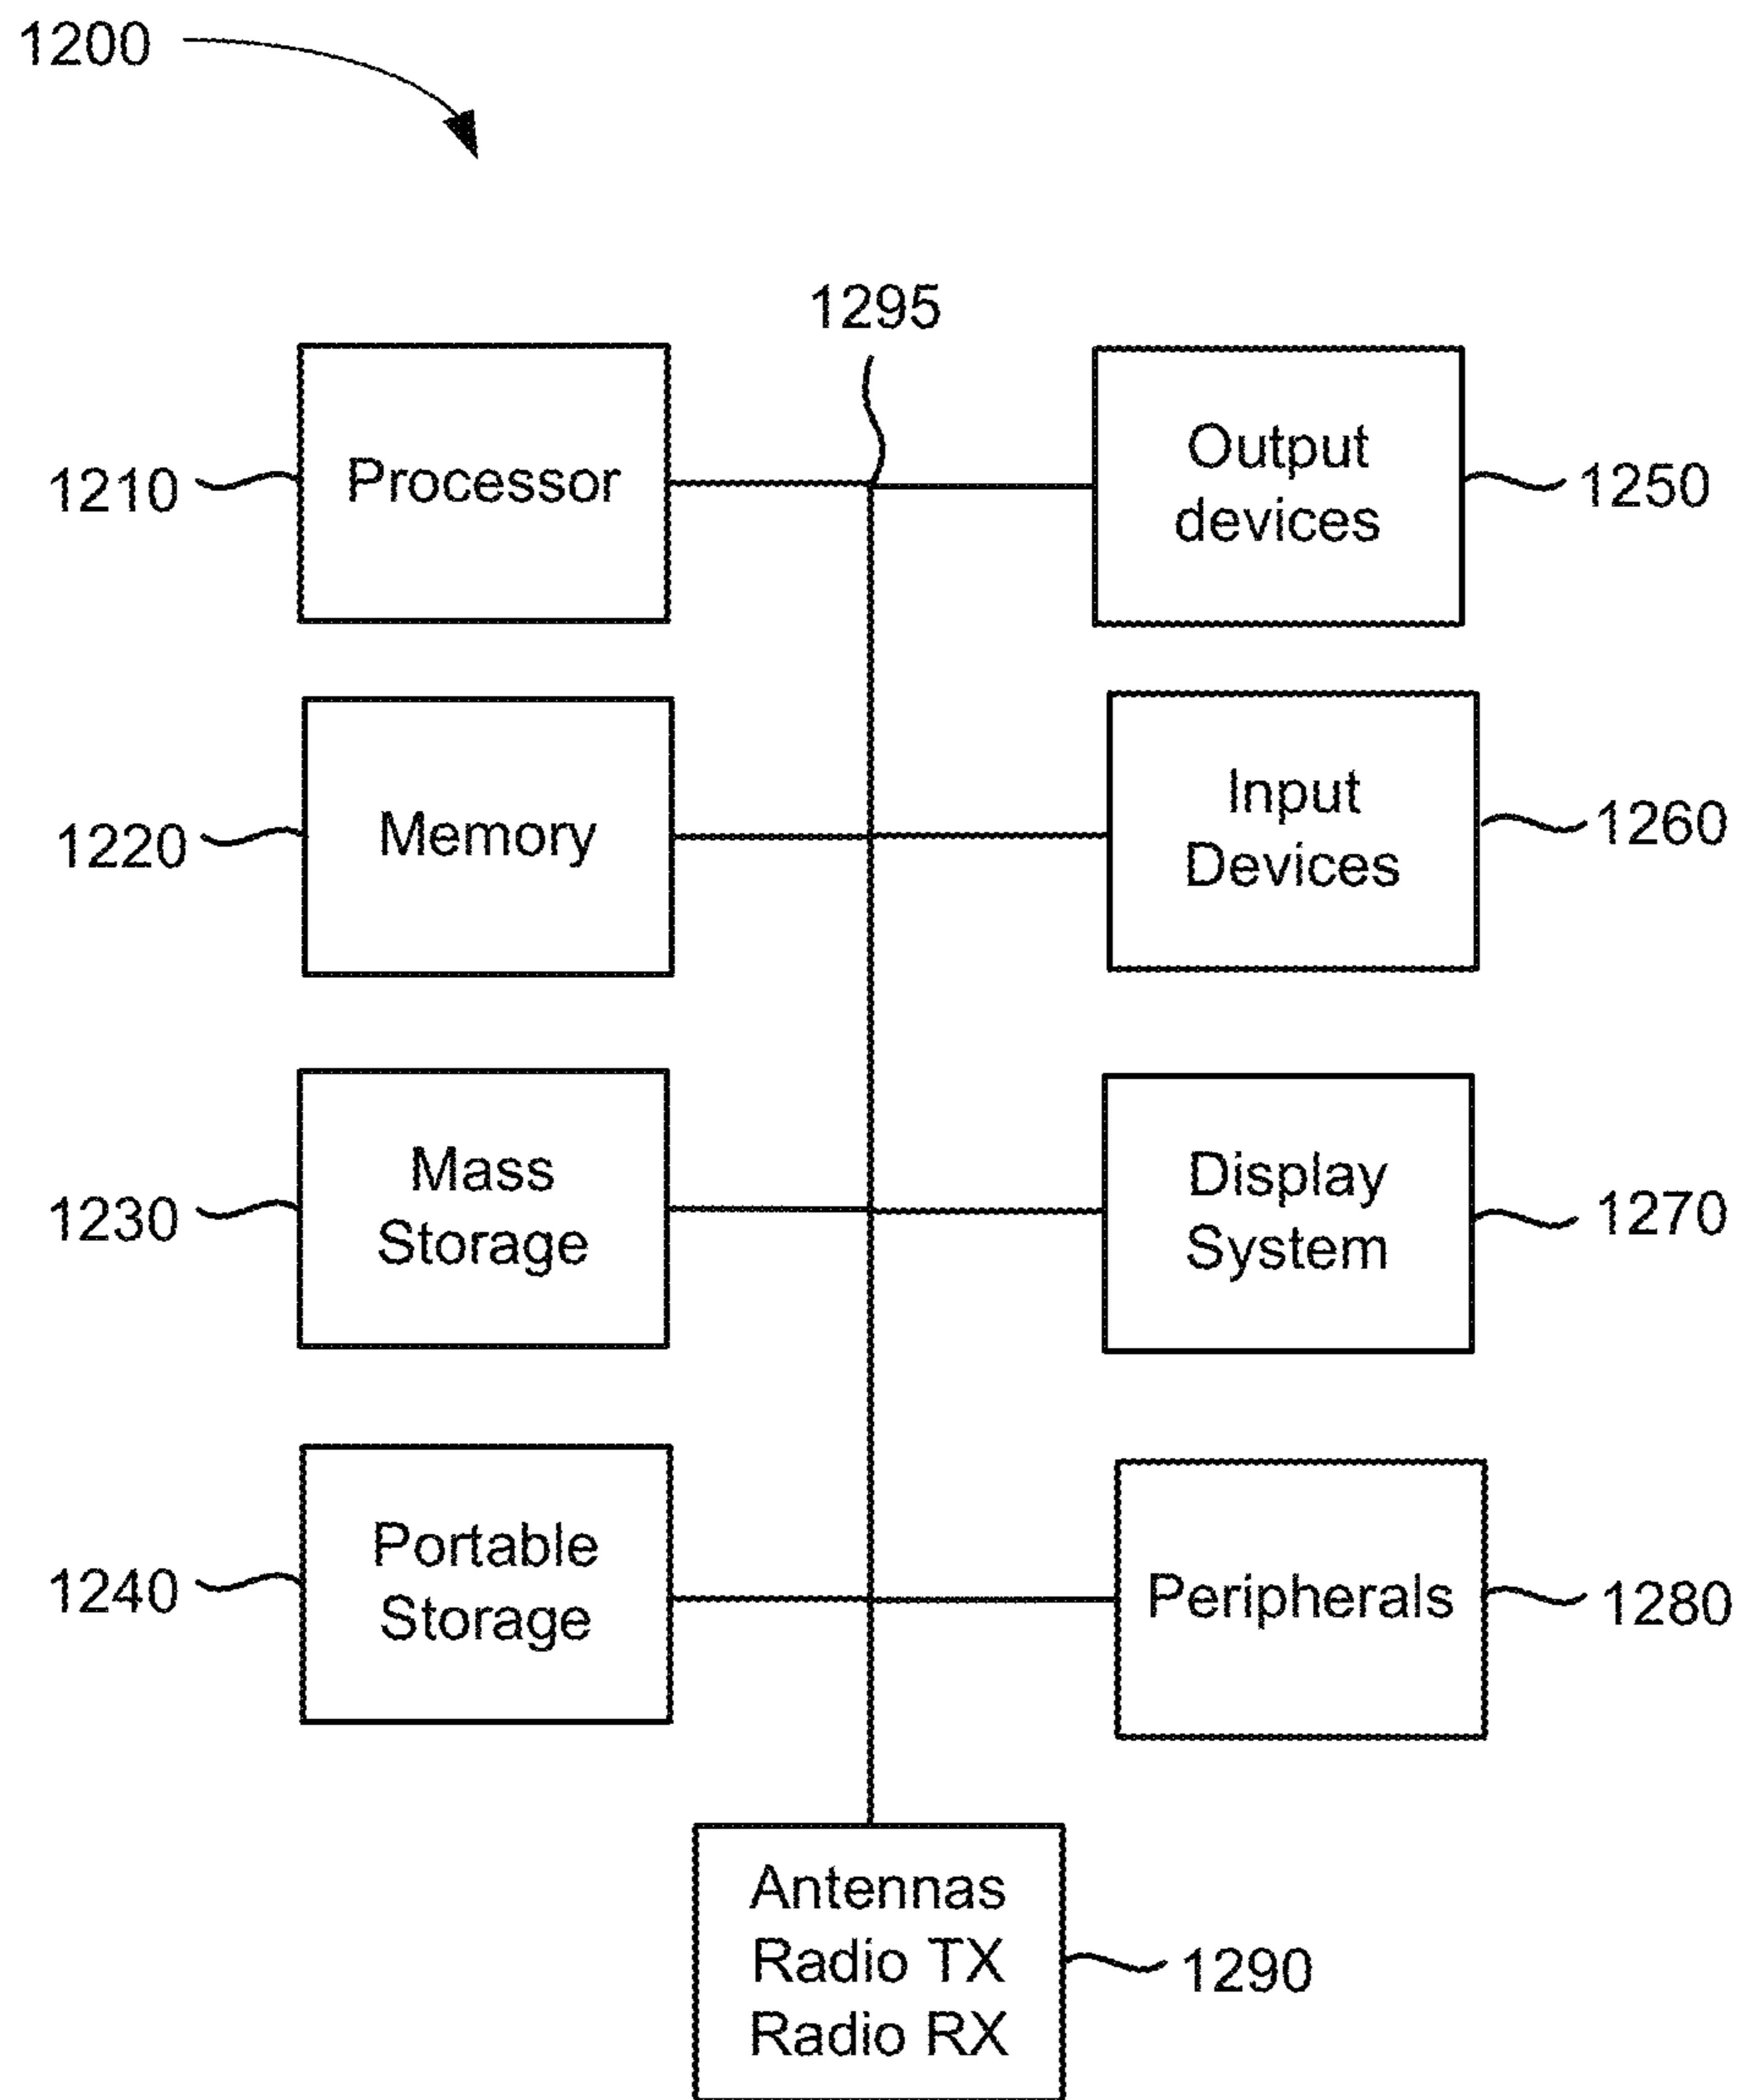 1200
1295
1210
Processor
Output
devices
1250
1220
Memory
Input
Devices
1260
1230
Mass
Storage
Display
System
1270
1240
Portable
Storage
Peripherals
1280
Antennas
Radio TX
Radio RX
1290